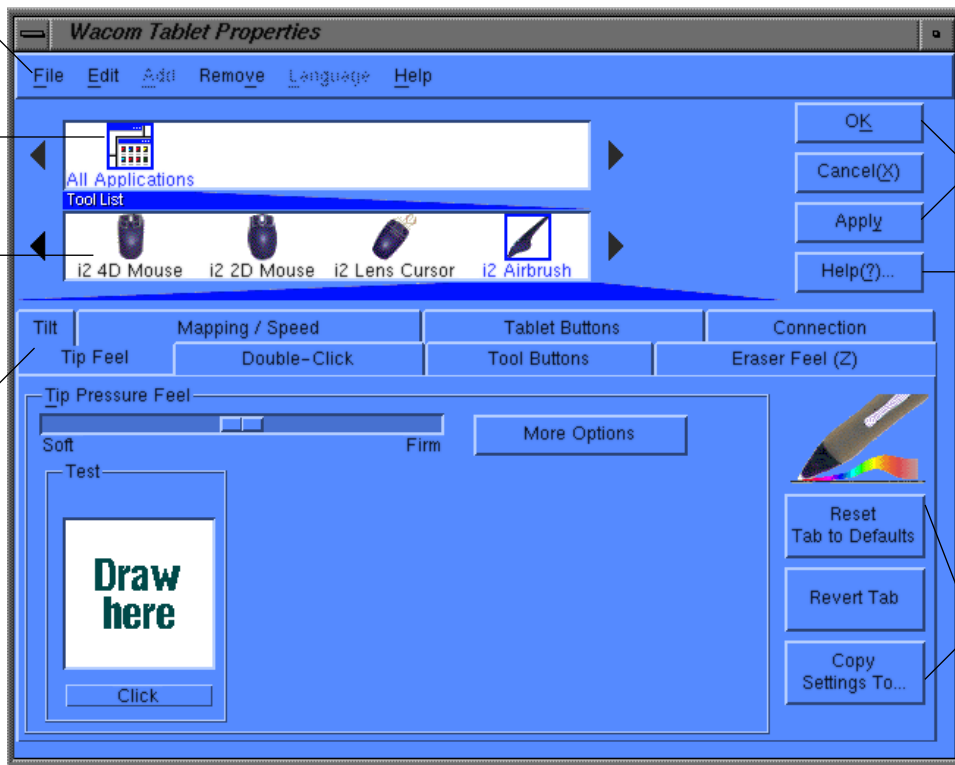 Wacom Tablet Properties
File Edit Add Remove Language Help
All Applications
OK
Cancel(X)
Apply
Help(?)...
Tool List
i2 4D Mouse i2 2D Mouse i2 Lens Cursor i2 Airbrush
Tilt Mapping / Speed Tablet Buttons Connection
Tip Feel Double-Click Tool Buttons Eraser Feel (Z)
Tip Pressure Feel
Soft Firm
More Options
Test
Draw
here
Click
Reset
Tab to Defaults
Revert Tab
Copy
Settings To...